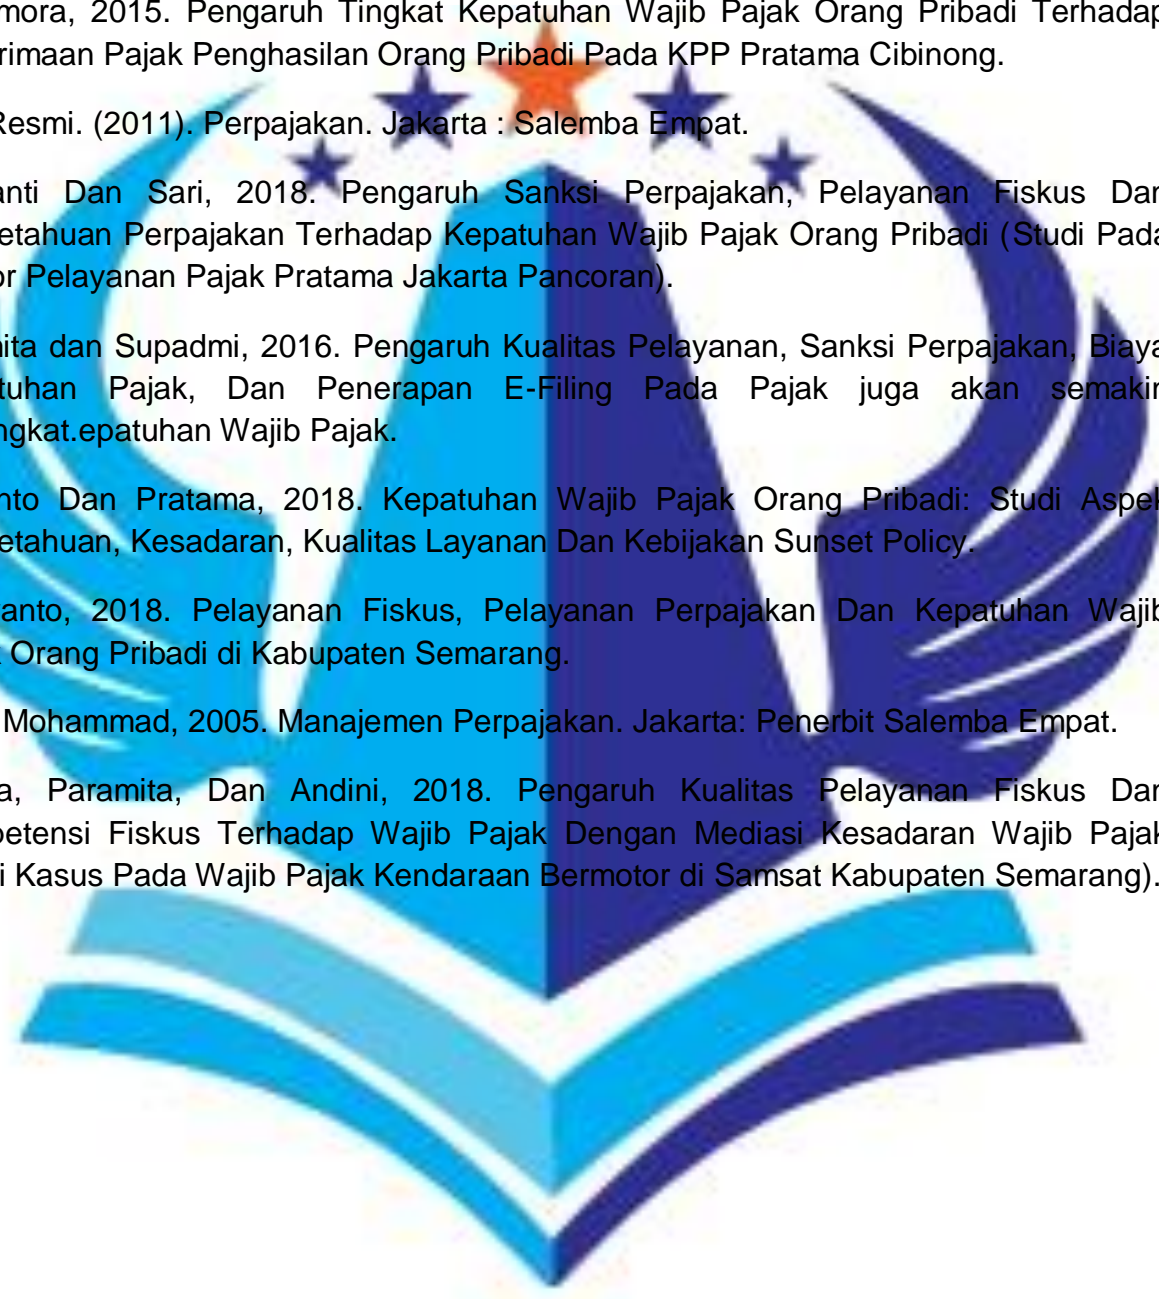 mora, 2015. Pengaruh Tingkat Kepatuhan Wajib Pajak Orang Pribadi Terhadap
rimaan Pajak Penghasilan Orang Pribadi Pada KPP Pratama Cibinong.
Resmi. (2011). Perpajakan. Jakarta : Salemba Empat.
anti Dan Sari, 2018. Pengaruh Sanksi Perpajakan, Pelayanan Fiskus Dan
etahuan Perpajakan Terhadap Kepatuhan Wajib Pajak Orang Pribadi (Studi Pada
or Pelayanan Pajak Pratama Jakarta Pancoran).
ita dan Supadmi, 2016. Pengaruh Kualitas Pelayanan, Sanksi Perpajakan, Biaya
tuhan Pajak, Dan Penerapan E-Filing Pada Pajak juga akan semakin
ngkat.epatuhan Wajib Pajak.
nto Dan Pratama, 2018. Kepatuhan Wajib Pajak Orang Pribadi: Studi Aspek
etahuan, Kesadaran, Kualitas Layanan Dan Kebijakan Sunset Policy.
anto, 2018. Pelayanan Fiskus, Pelayanan Perpajakan Dan Kepatuhan Wajib
Orang Pribadi di Kabupaten Semarang.
Mohammad, 2005. Manajemen Perpajakan. Jakarta: Penerbit Salemba Empat.
a, Paramita, Dan Andini, 2018. Pengaruh Kualitas Pelayanan Fiskus Dan
petensi Fiskus Terhadap Wajib Pajak Dengan Mediasi Kesadaran Wajib Pajak
i Kasus Pada Wajib Pajak Kendaraan Bermotor di Samsat Kabupaten Semarang).